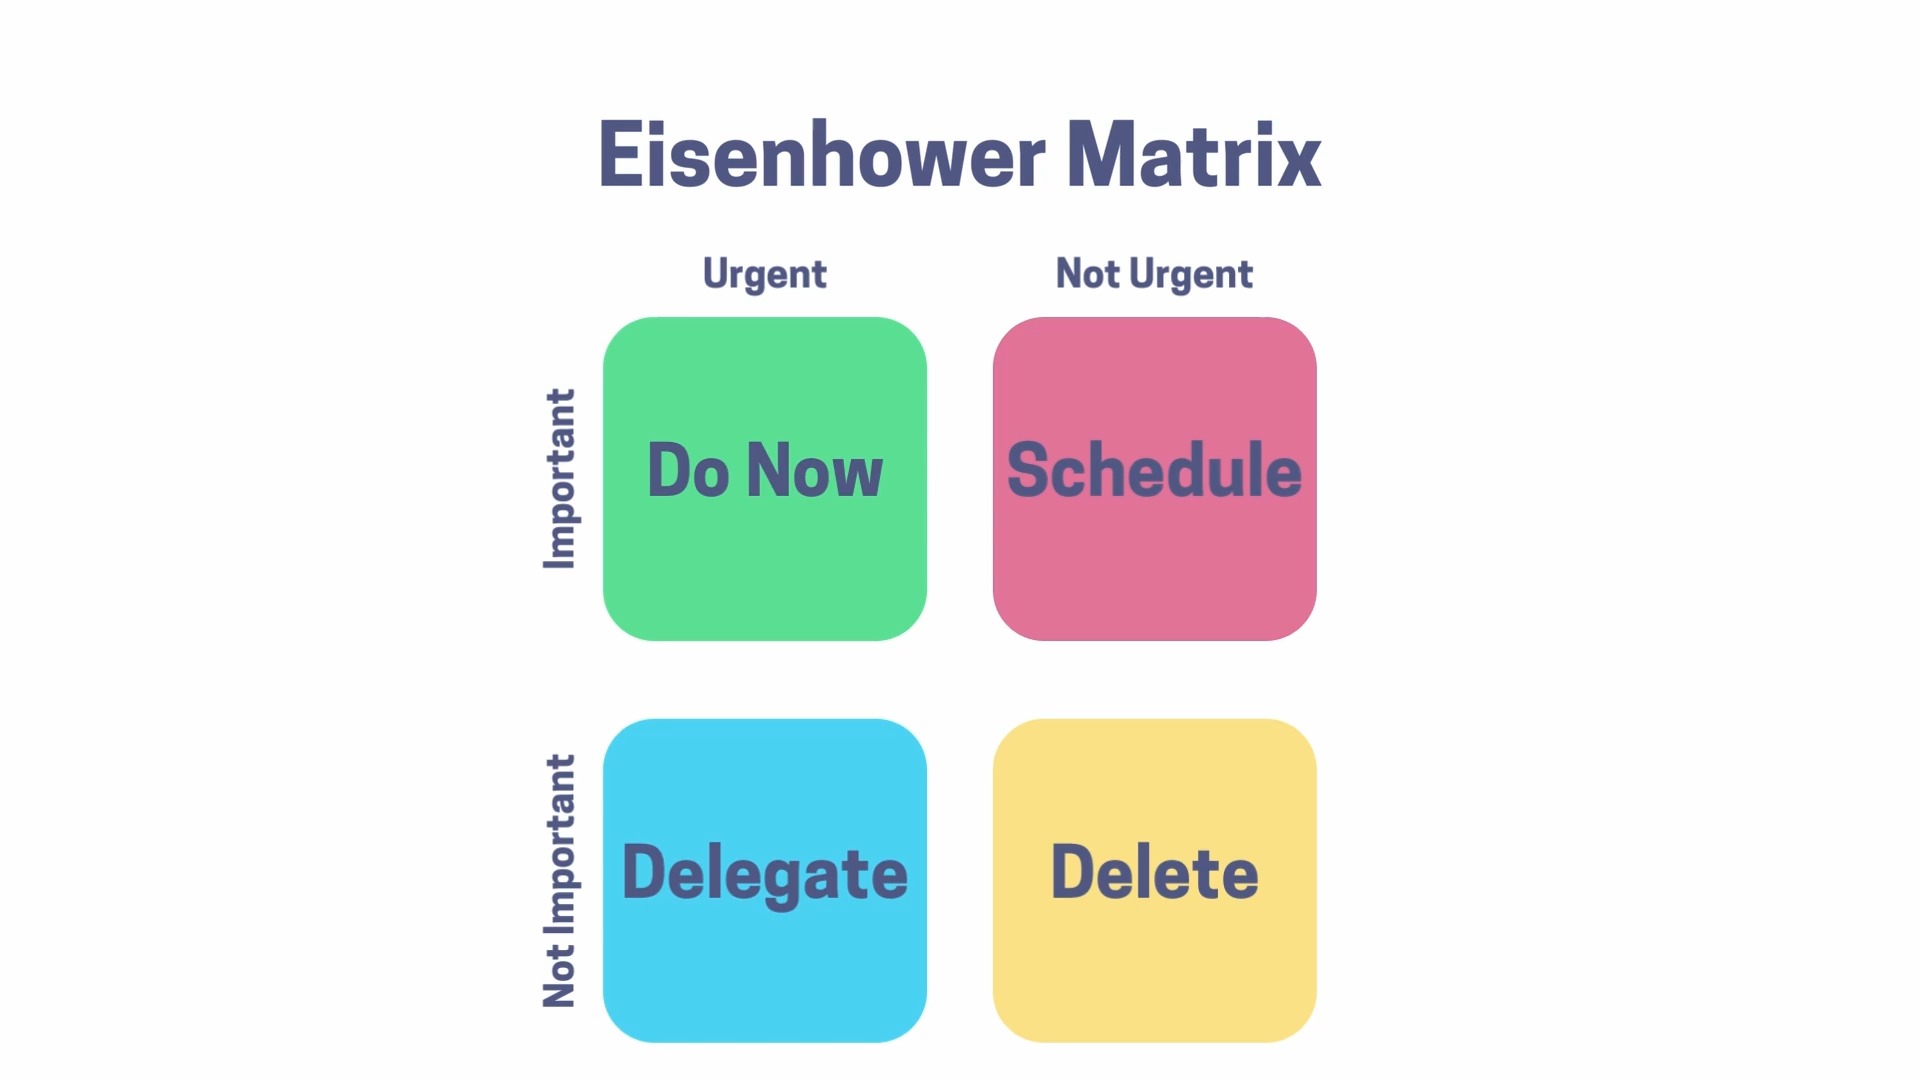 Eisenhower Matrix
Urgent
Not Urgent
Important
Do Now
Schedule
Not Important
Delegate
Delete